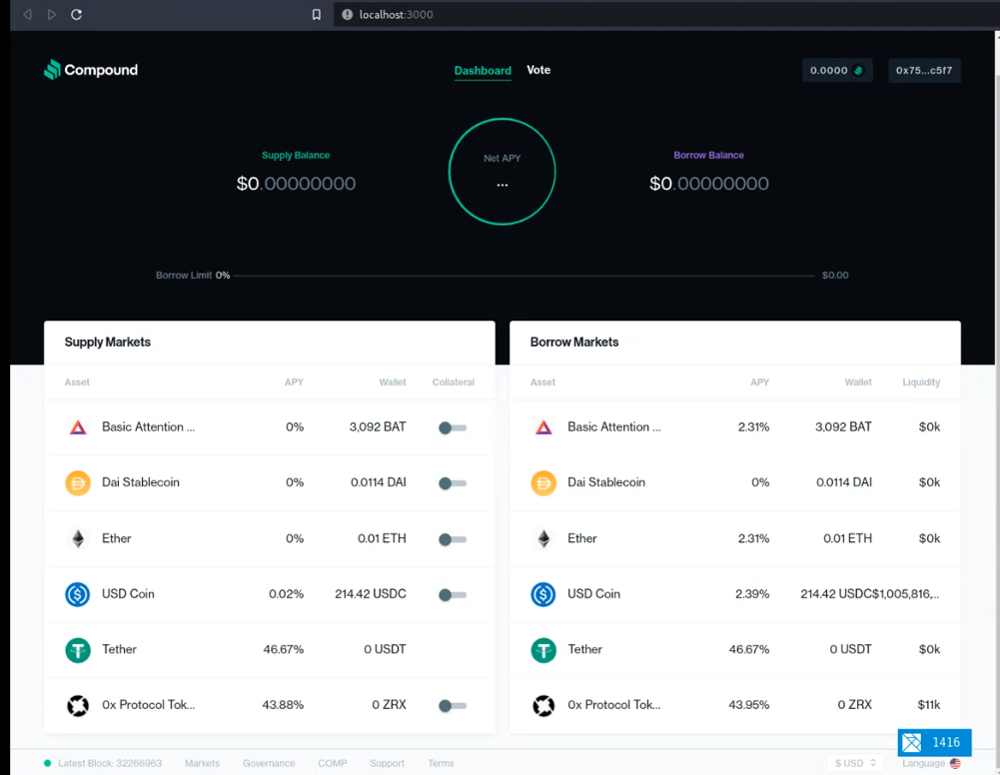 localhost:3000
Compound
Dashboard Vote
0.0000 0x75...c5f7
Supply Balance
$0.00000000
Net APY
...
Borrow Balance
$0.00000000
Borrow Limit 0% $0.00
Supply Markets
Asset APY Wallet Collateral
Basic Attention ... 0% 3,092 BAT
Dai Stablecoin 0% 0.0114 DAI
Ether 0% 0.01 ETH
USD Coin 0.02% 214.42 USDC
Tether 46.67% 0 USDT
0x Protocol Tok... 43.88% 0 ZRX
Borrow Markets
Asset APY Wallet Liquidity
Basic Attention ... 2.31% 3,092 BAT $0k
Dai Stablecoin 0% 0.0114 DAI $0k
Ether 2.31% 0.01 ETH $0k
USD Coin 2.39% 214.42 USDC$1,005,816,...
Tether 46.67% 0 USDT $0k
0x Protocol Tok... 43.95% 0 ZRX $11k
1416
Latest Block: 32266963 Markets Governance COMP Support Terms $ USD Language